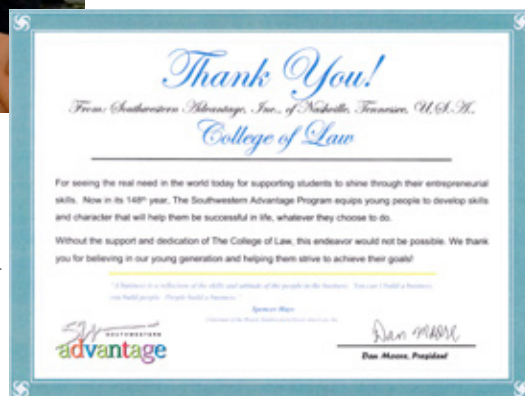 Thank You!
From: Southwestern Advantage, Inc., of Nashville, Tennessee, U.S.A.
College of Law
For seeing the real need in the world today for supporting students to shine through their entrepreneurial
skills. Now in its 148th year, The Southwestern Advantage Program equips young people to develop skills
and character that will help them be successful in life, whatever they choose to do.
Without the support and dedication of The College of Law, this endeavor would not be possible. We thank
you for believing in our young generation and helping them strive to achieve their goals!
"A business is a reflection of the skills and attitude of the people in the business. You can't build a business,
you build people. People build a business."
Spencer Hays
SOUTHWESTERN
advantage
Dan Moore
Dan Moore, President